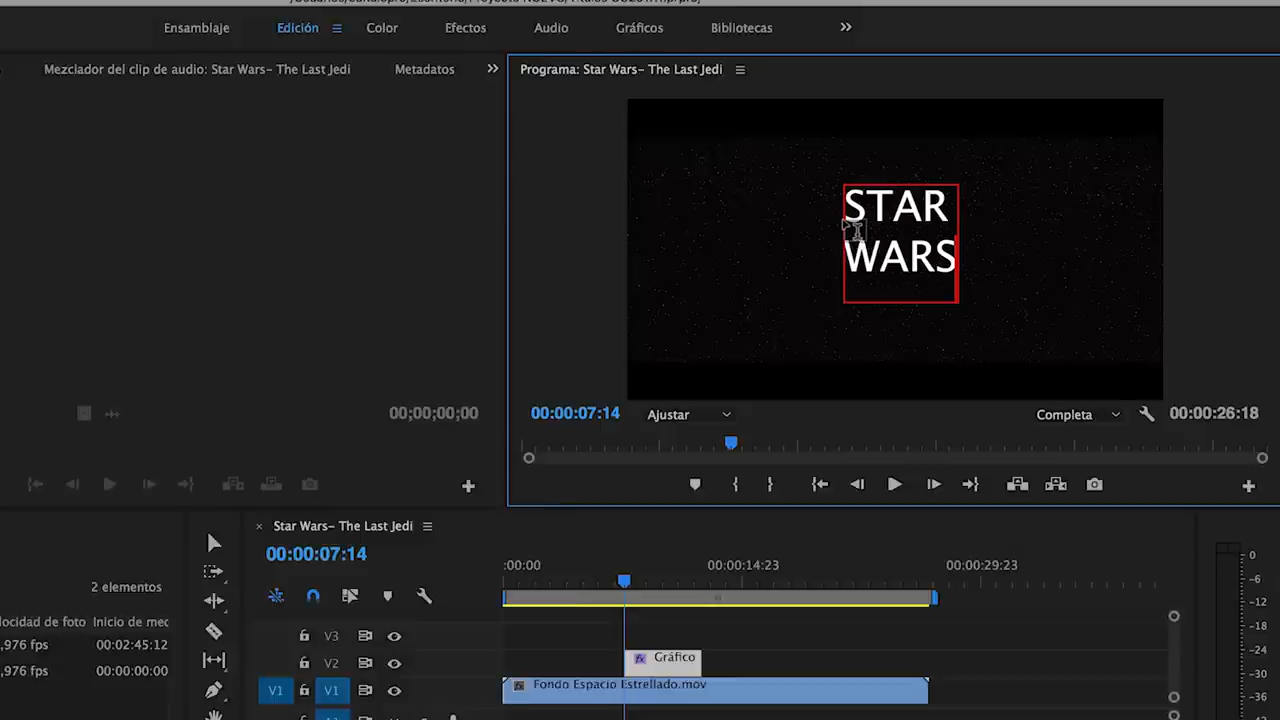 Ensamblaje Edición Color Efectos Audio Gráficos Bibliotecas
Mezclador del clip de audio: Star Wars- The Last Jedi Metadatos
Programa: Star Wars- The Last Jedi
STAR
WARS
00;00;00;00
00:00:07:14 Ajustar Completa 00:00:26:18
Star Wars- The Last Jedi
00:00:07:14
:00:00 00:00:14:23 00:00:29:23
2 elementos
locidad de foto Inicio de mec
,976 fps 00:02:45:12
,976 fps 00:00:00:00
V3
V2 Gráfico
V1 V1 Fondo Espacio Estrellado.mov
0
-6
-12
-18
-24
-30
-36